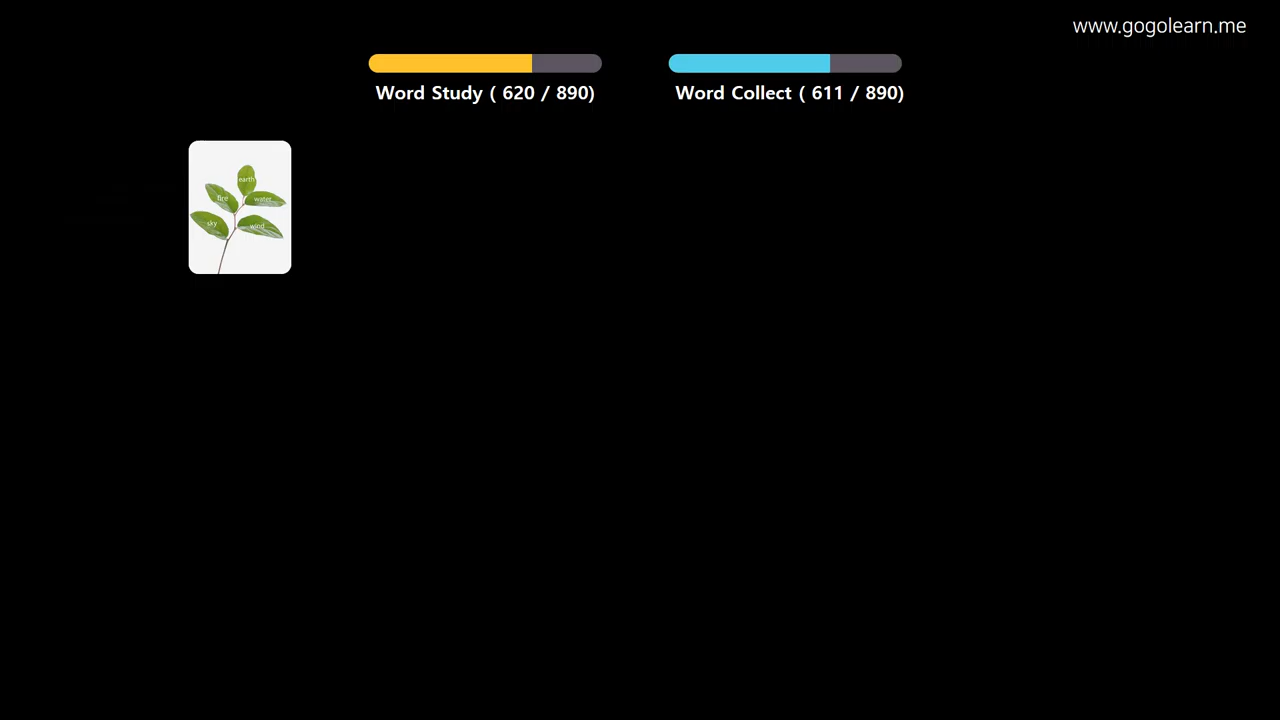 www.gogolearn.me
Word Study ( 620 / 890)
Word Collect ( 611 / 890)
earth
fire
water
sky
wind